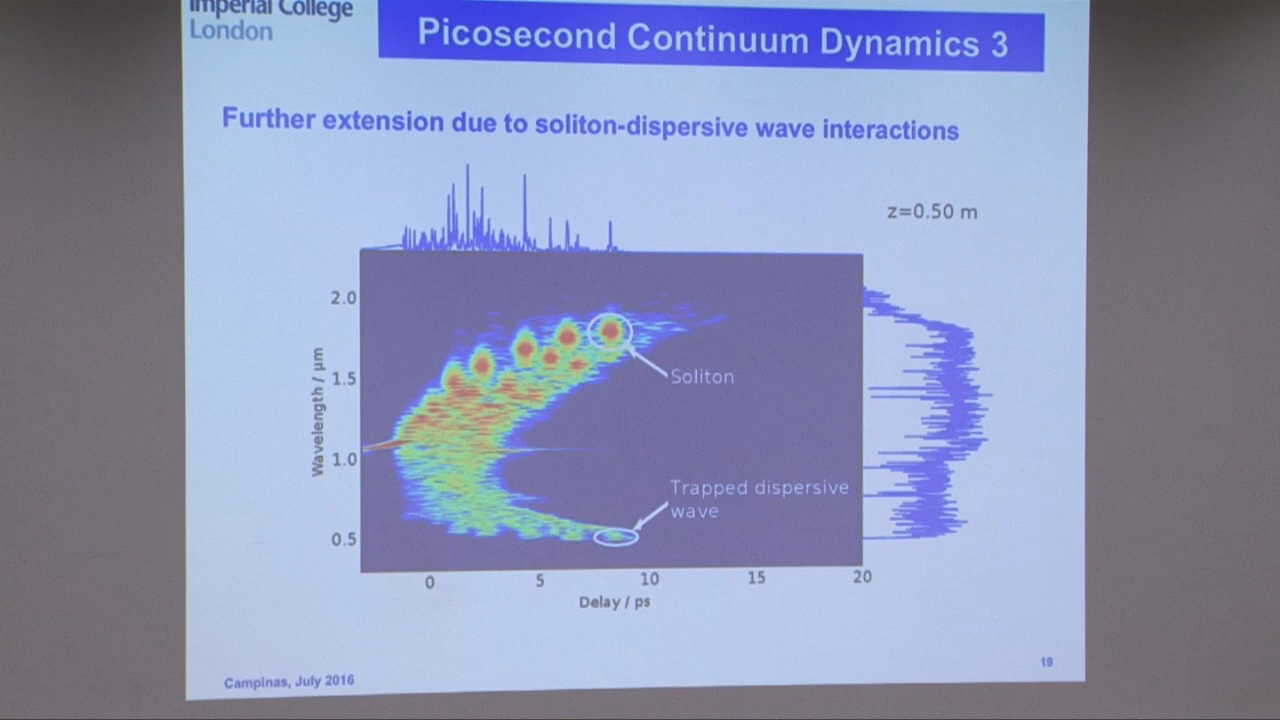 Imperial College
London
Picosecond Continuum Dynamics 3
Further extension due to soliton-dispersive wave interactions
z=0.50 m
2.0
1.5
1.0
0.5
Wavelength / µm
Soliton
Trapped dispersive
wave
0
5
10
15
20
Delay / ps
Campinas, July 2016
19